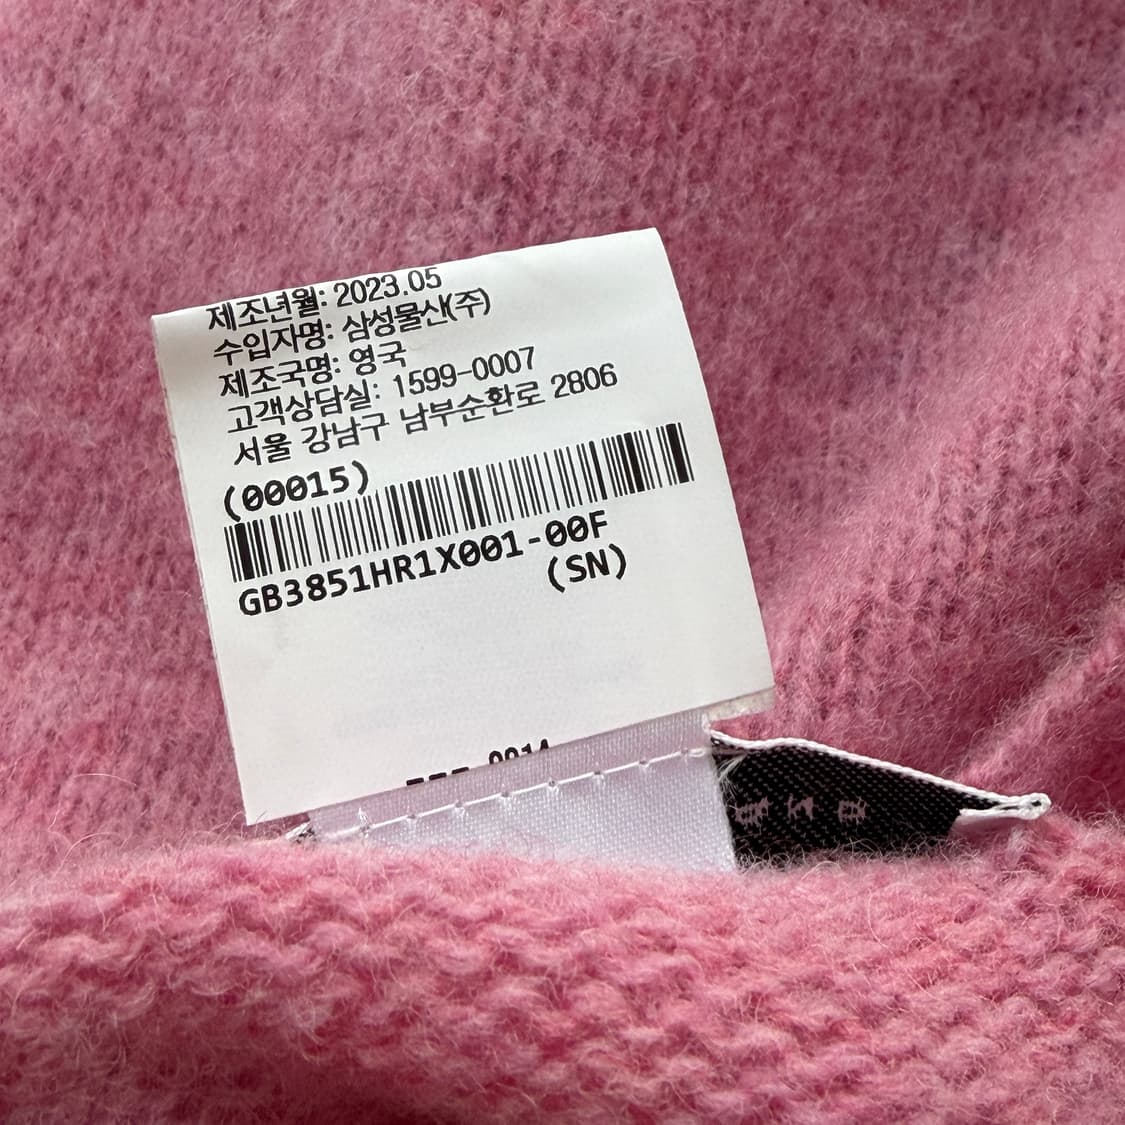 제조년월: 2023.05
수입자명: 삼성물산(주)
제조국명: 영국
고객상담실: 1599-0007
서울 강남구 남부순환로 2806
(00015)
GB3851HR1X001-00F
(SN)